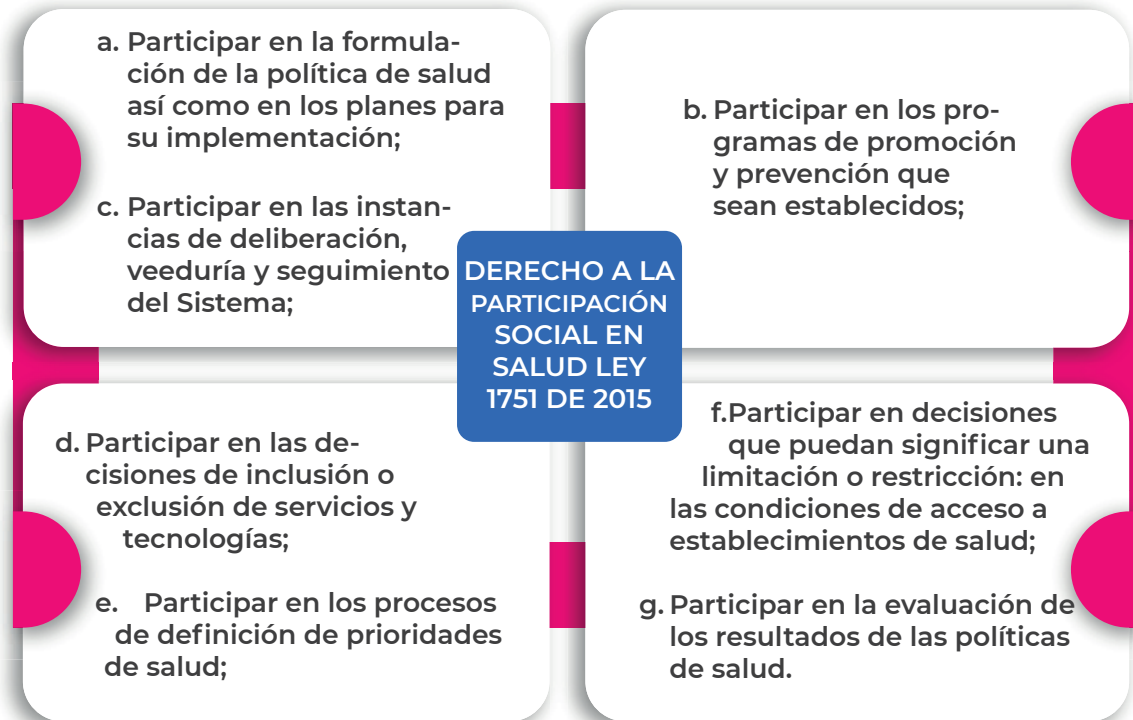 a. Participar en la formula-
ción de la política de salud
así como en los planes para
su implementación;
c. Participar en las instan-
cias de deliberación,
veeduría y seguimiento
del Sistema;
b. Participar en los pro-
gramas de promoción
y prevención que
sean establecidos;
DERECHO A LA
PARTICIPACIÓN
SOCIAL EN
SALUD LEY
1751 DE 2015
d. Participar en las de-
cisiones de inclusión o
exclusión de servicios y
tecnologías;
e. Participar en los procesos
de definición de prioridades
de salud;
f.Participar en decisiones
que puedan significar una
limitación o restricción: en
las condiciones de acceso a
establecimientos de salud;
g. Participar en la evaluación de
los resultados de las políticas
de salud.